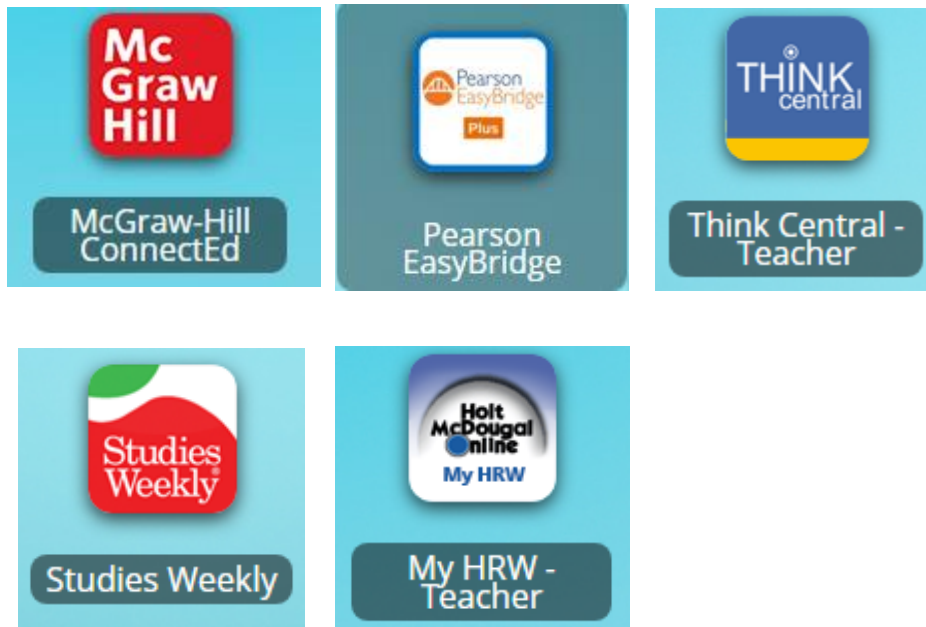 Mc
Graw
Hill
McGraw-Hill
ConnectEd
Pearson
EasyBridge
Plus
Pearson
EasyBridge
THINK
central
Think Central -
Teacher
Studies
Weekly
Studies Weekly
Holt
McDougal
Online
My HRW
My HRW -
Teacher